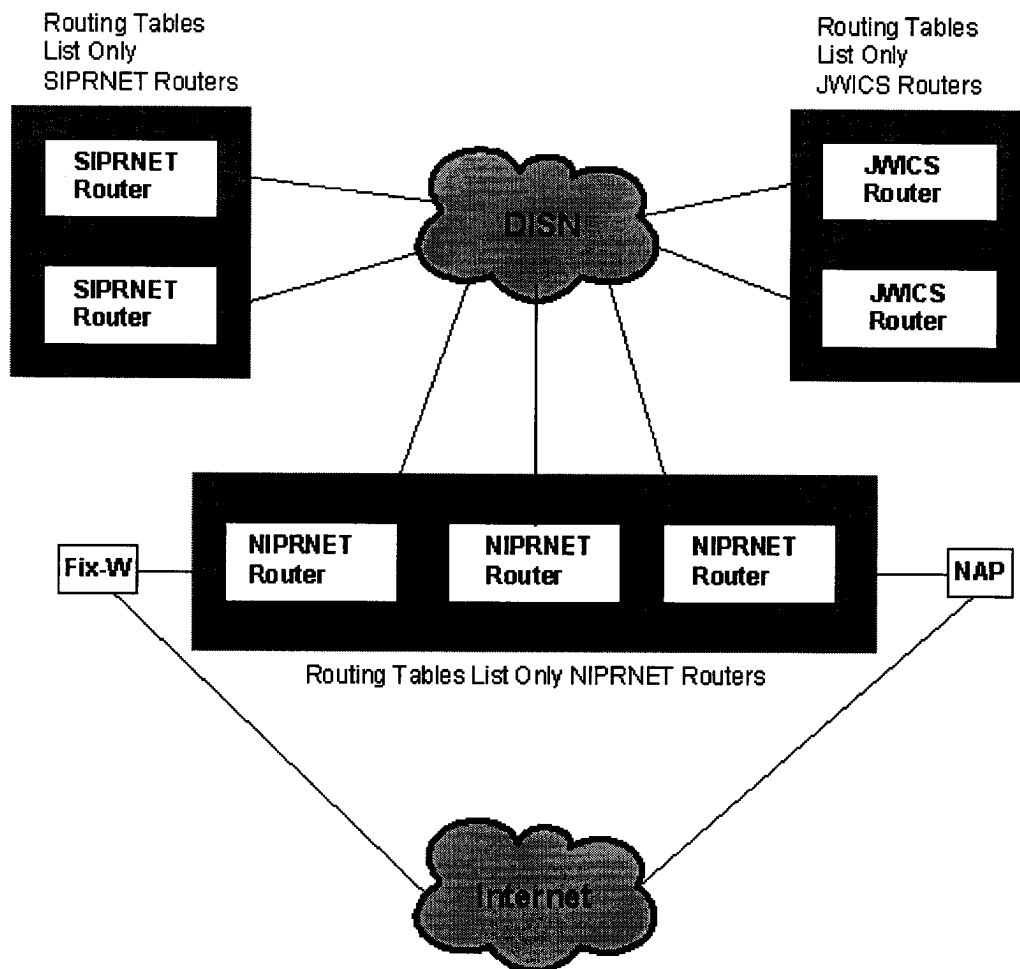 Routing Tables
List Only
SIPRNET Routers
Routing Tables
List Only
JWICS Routers
SIPRNET
Router
SIPRNET
Router
DISN
JWICS
Router
JWICS
Router
NIPRNET
Router
NIPRNET
Router
NIPRNET
Router
Fix-W
NAP
Routing Tables List Only NIPRNET Routers
Internet